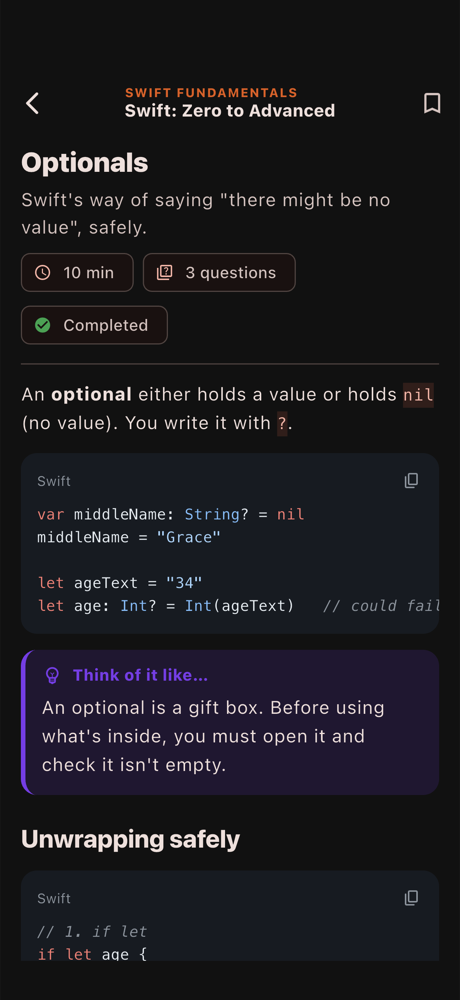 SWIFT FUNDAMENTALS
Swift: Zero to Advanced
Optionals
Swift's way of saying "there might be no
value", safely.
10 min
3 questions
Completed
An optional either holds a value or holds nil
(no value). You write it with ?.
Swift
var middleName: String? = nil
middleName = "Grace"
let ageText = "34"
let age: Int? = Int(ageText)   // could fail
Think of it like...
An optional is a gift box. Before using
what's inside, you must open it and
check it isn't empty.
Unwrapping safely
Swift
// 1. if let
if let age {